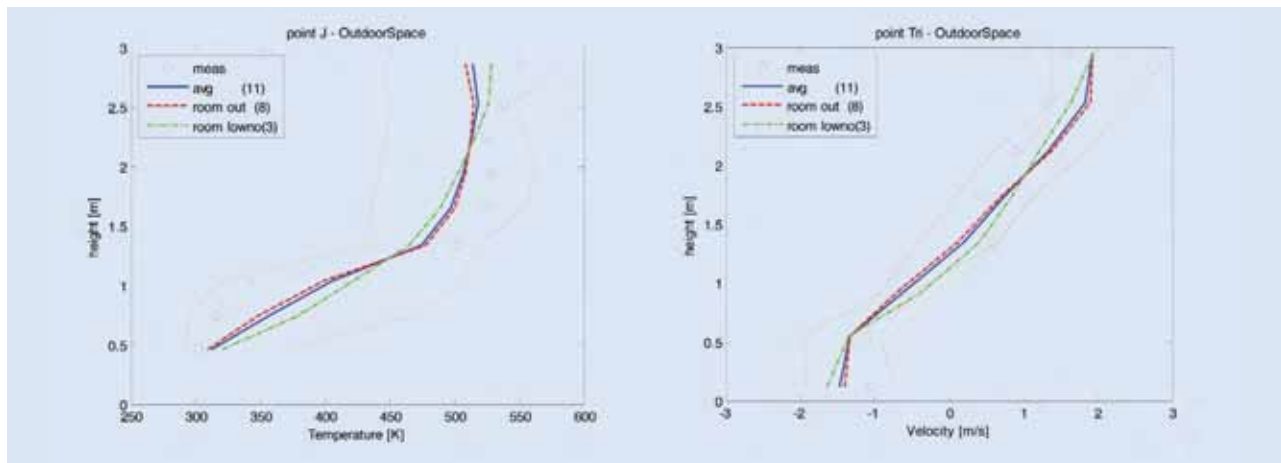 point J - OutdoorSpace
3
2.5
2
1.5
1
0.5
0
height [m]
meas
avg (11)
room out (8)
room lowno(3)
250 300 350 400 450 500 550 600
Temperature [K]
point Tri - OutdoorSpace
3
2.5
2
1.5
1
0.5
0
height [m]
meas
avg (11)
room out (8)
room lowno(3)
-3 -2 -1 0 1 2 3
Velocity [m/s]